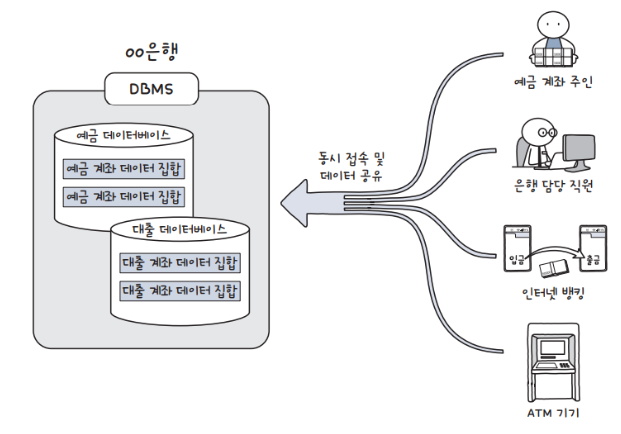 OO은행
DBMS
예금 데이터베이스
예금 계좌 데이터 집합
예금 계좌 데이터 집합
대출 데이터베이스
대출 계좌 데이터 집합
대출 계좌 데이터 집합
동시 접속 및
데이터 공유
예금 계좌 주인
은행 담당 직원
입금
출금
인터넷 뱅킹
ATM 기기